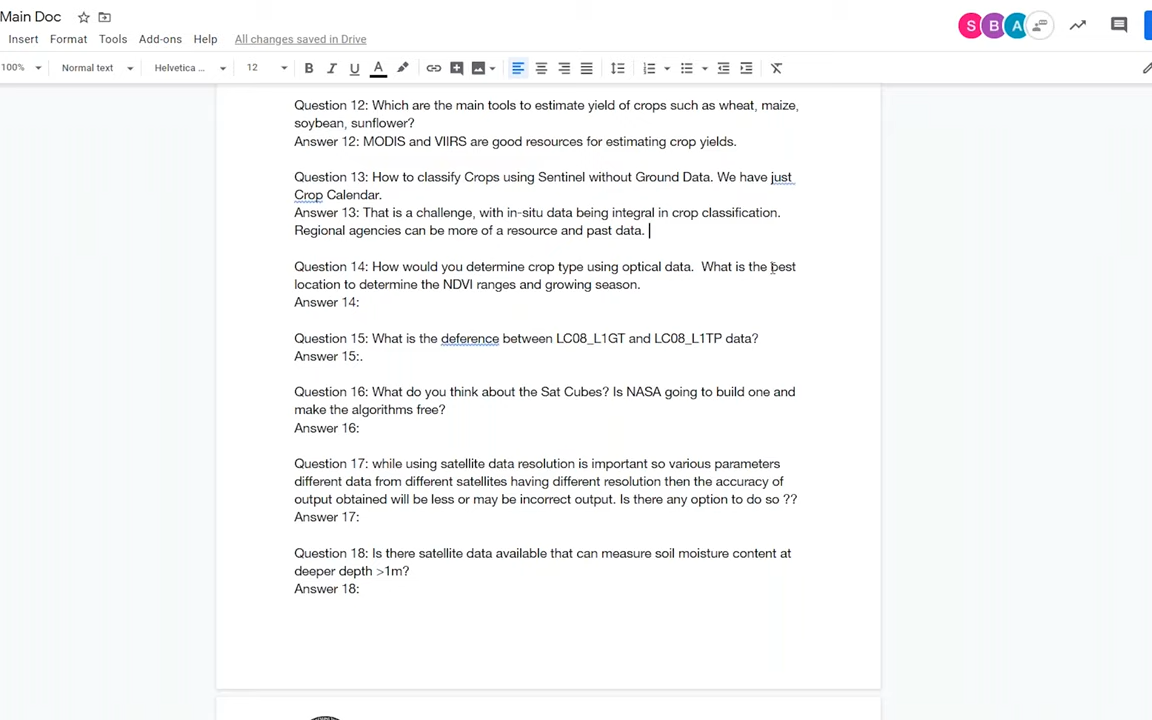 Main Doc
S B A
Insert Format Tools Add-ons Help All changes saved in Drive
100% Normal text Helvetica ... 12 B I U A
Question 12: Which are the main tools to estimate yield of crops such as wheat, maize,
soybean, sunflower?
Answer 12: MODIS and VIIRS are good resources for estimating crop yields.
Question 13: How to classify Crops using Sentinel without Ground Data. We have just
Crop Calendar.
Answer 13: That is a challenge, with in-situ data being integral in crop classification.
Regional agencies can be more of a resource and past data.
Question 14: How would you determine crop type using optical data.  What is the best
location to determine the NDVI ranges and growing season.
Answer 14:
Question 15: What is the deference between LC08_L1GT and LC08_L1TP data?
Answer 15:.
Question 16: What do you think about the Sat Cubes? Is NASA going to build one and
make the algorithms free?
Answer 16:
Question 17: while using satellite data resolution is important so various parameters
different data from different satellites having different resolution then the accuracy of
output obtained will be less or may be incorrect output. Is there any option to do so ??
Answer 17:
Question 18: Is there satellite data available that can measure soil moisture content at
deeper depth >1m?
Answer 18: